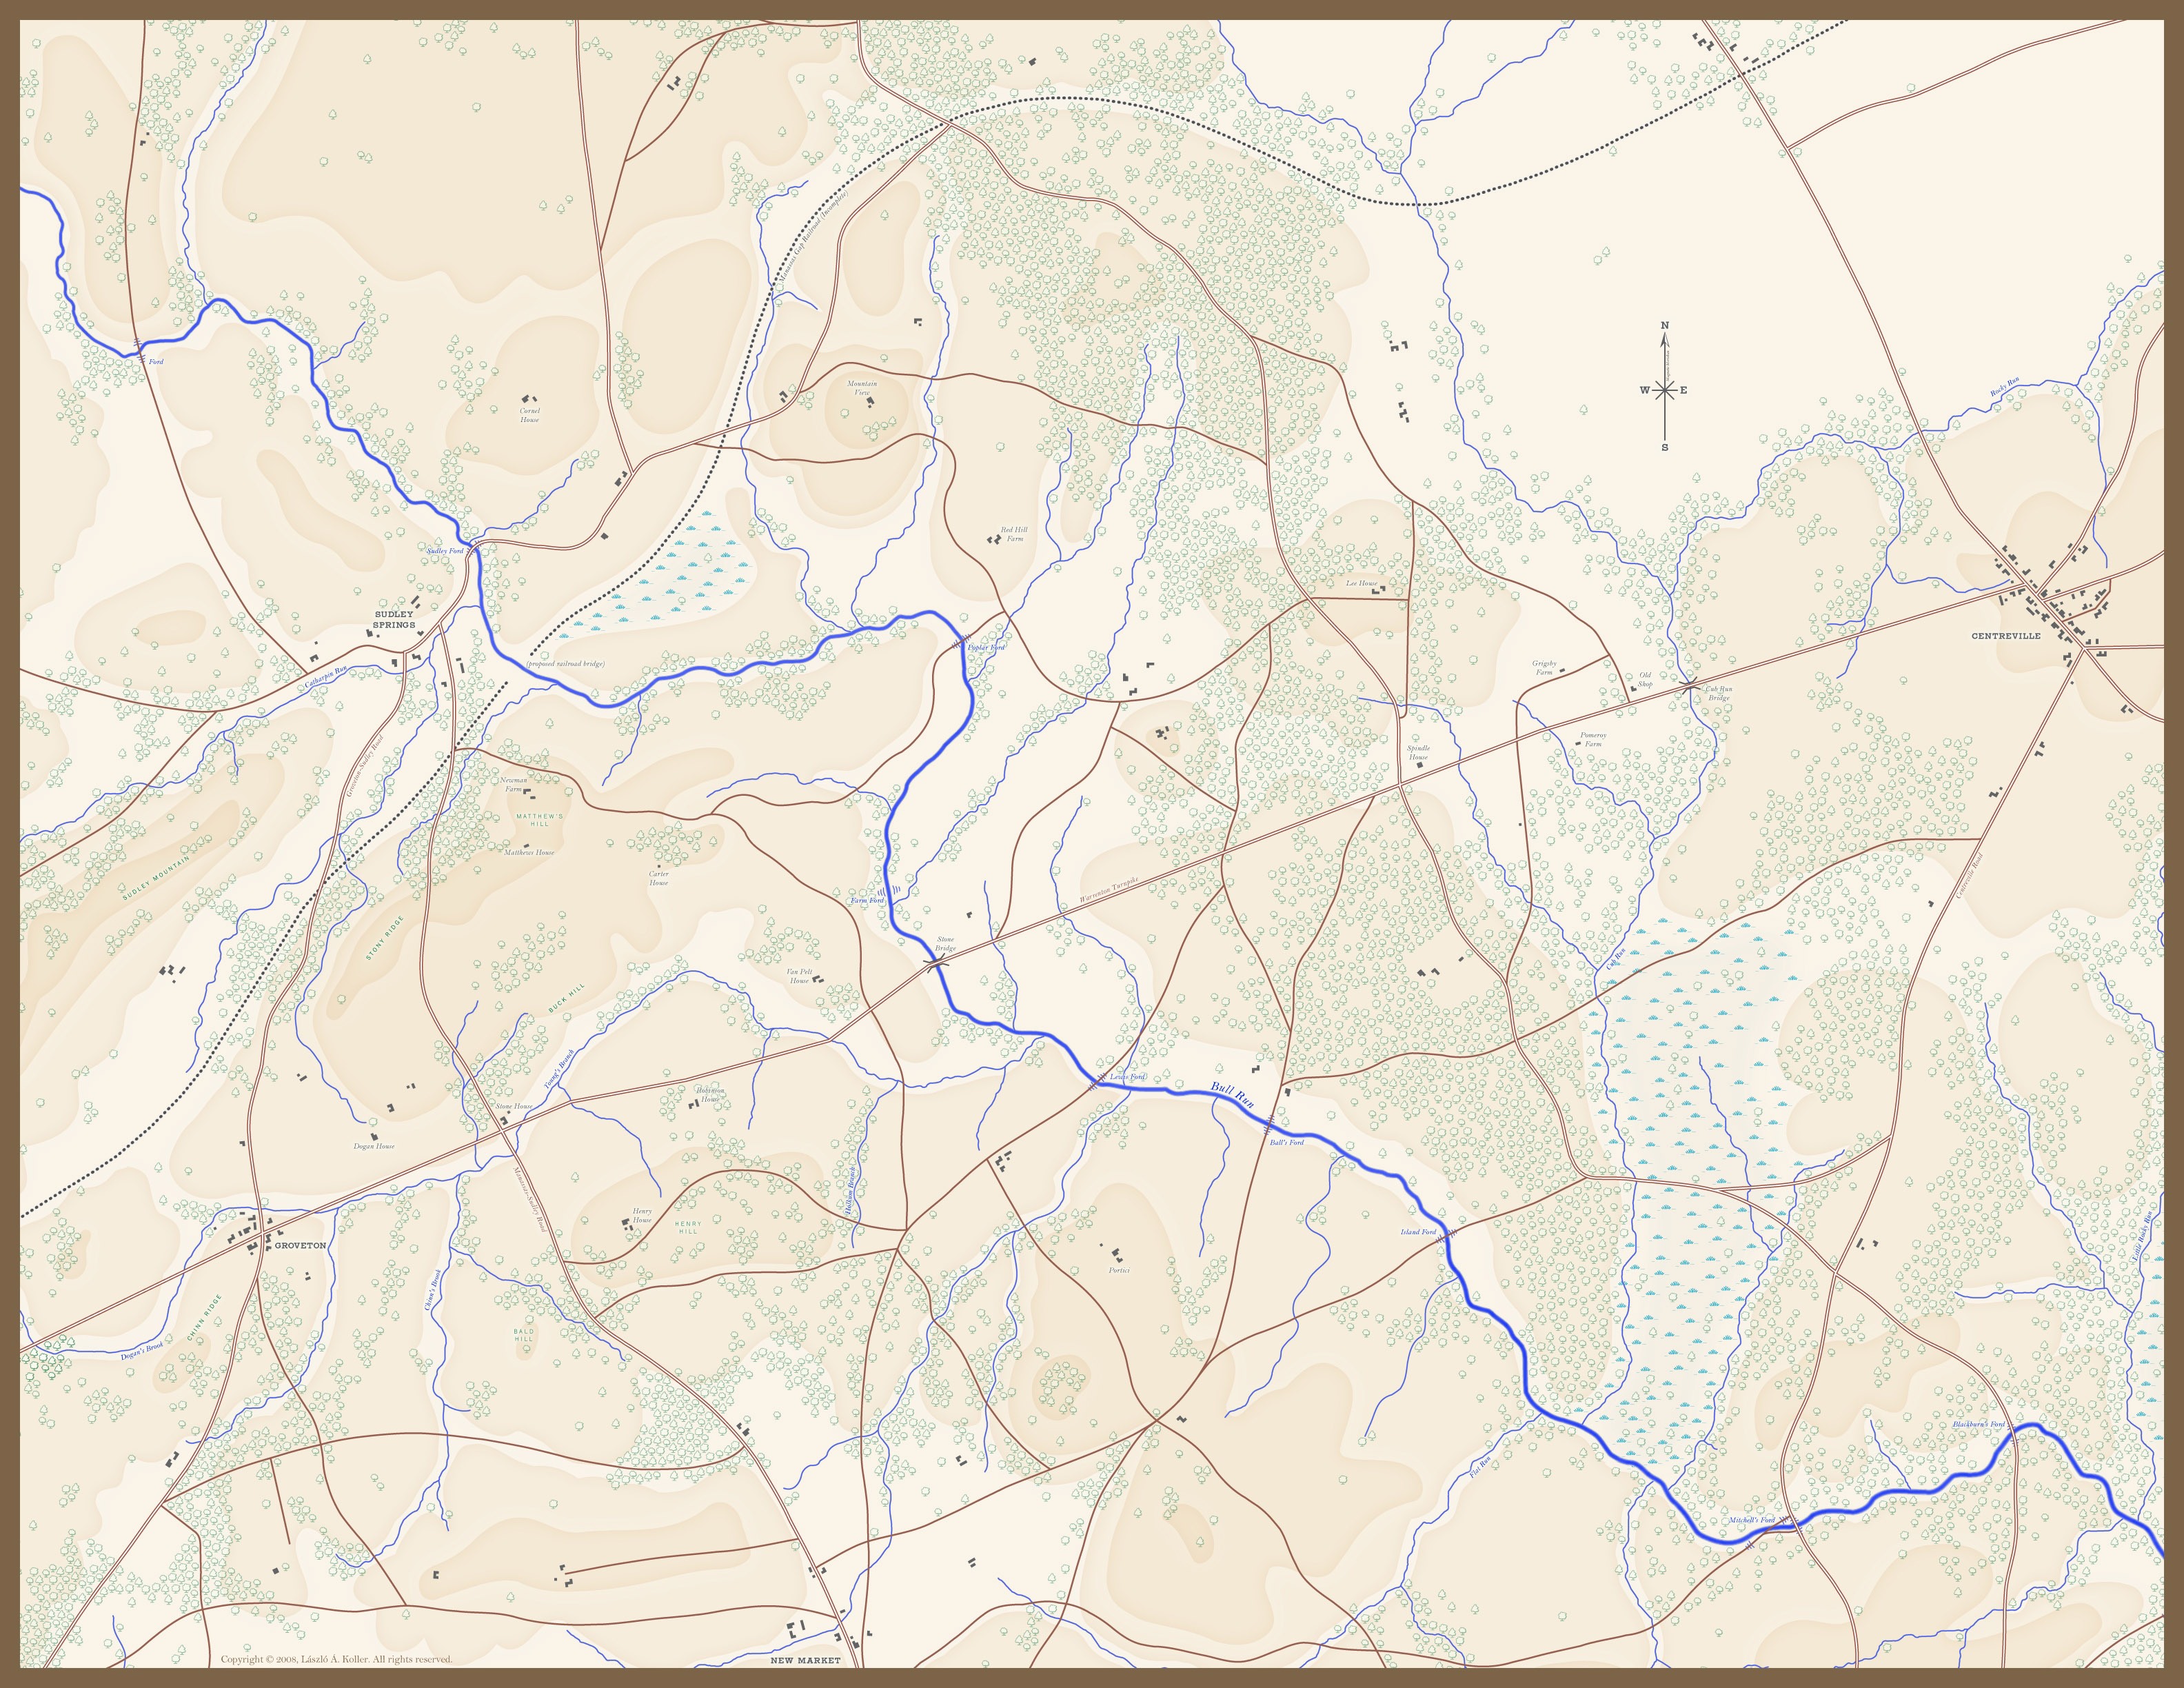 Manassas Gap Railroad (Incomplete)
N
W
E
S
Ford
Rocky Run
Cornel
House
Mountain
View
Sudley Ford
Red Hill
Farm
Lee House
SUDLEY
SPRINGS
CENTREVILLE
Catharpin Run
(proposed railroad bridge)
Poplar Ford
Grigsby
Farm
Old
Shop
Cub Run
Bridge
Groveton-Sudley Road
Pomeroy
Farm
Spindle
House
Newman
Farm
MATTHEW'S
HILL
Matthews House
Carter
House
SUDLEY MOUNTAIN
Centreville Road
Warrenton Turnpike
Farm Ford
STONY RIDGE
Stone
Bridge
Cub Run
Van Pelt
House
BUCK HILL
Young's Branch
Lewis Ford
Bull Run
Robinson
House
Stone House
Dogan House
Ball's Ford
Manassas-Sudley Road
Holkum Branch
Henry
House
HENRY
HILL
Island Ford
Little Rocky Run
GROVETON
Portici
Chinn's Brook
CHINN RIDGE
BALD
HILL
Dogan's Brook
Blackburn's Ford
Flat Run
Mitchell's Ford
NEW MARKET
Copyright © 2008, László Á. Koller. All rights reserved.